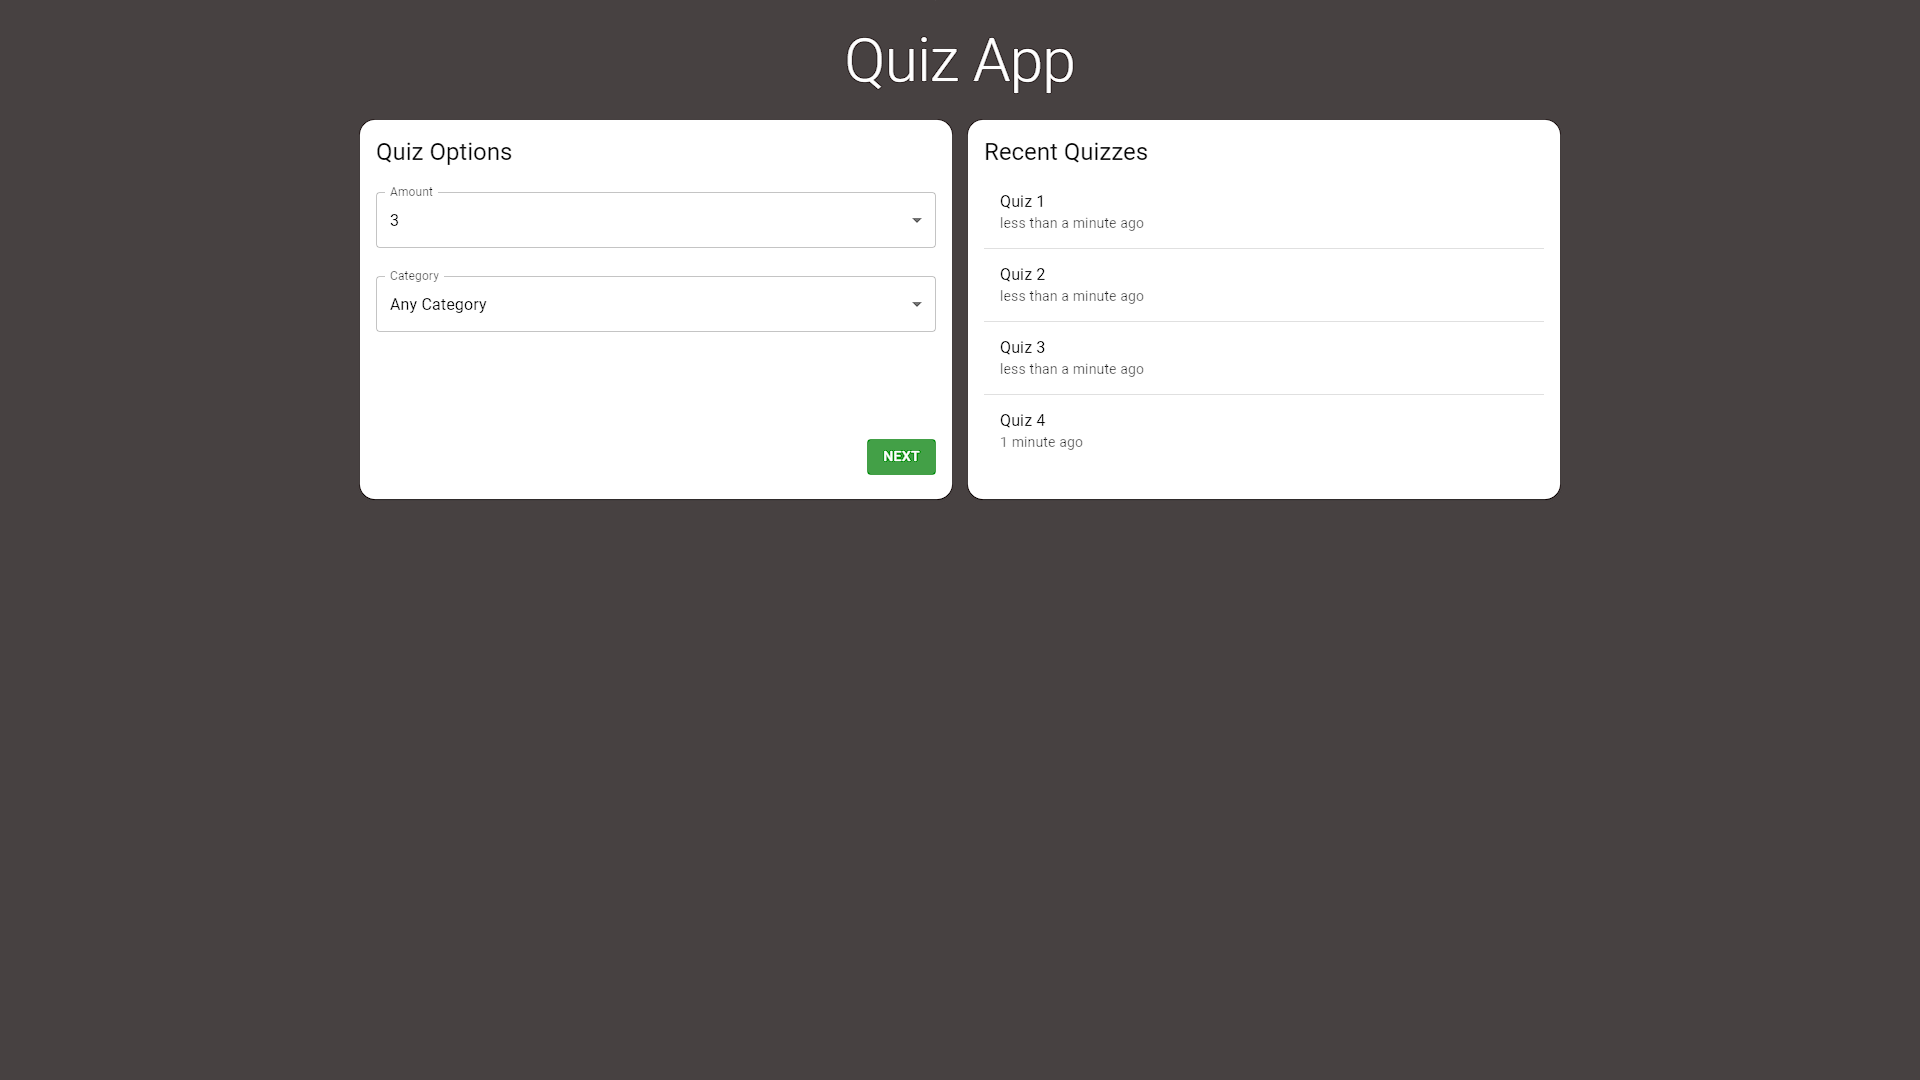 Quiz App
Quiz Options
Amount
3
Category
Any Category
NEXT
Recent Quizzes
Quiz 1
less than a minute ago
Quiz 2
less than a minute ago
Quiz 3
less than a minute ago
Quiz 4
1 minute ago